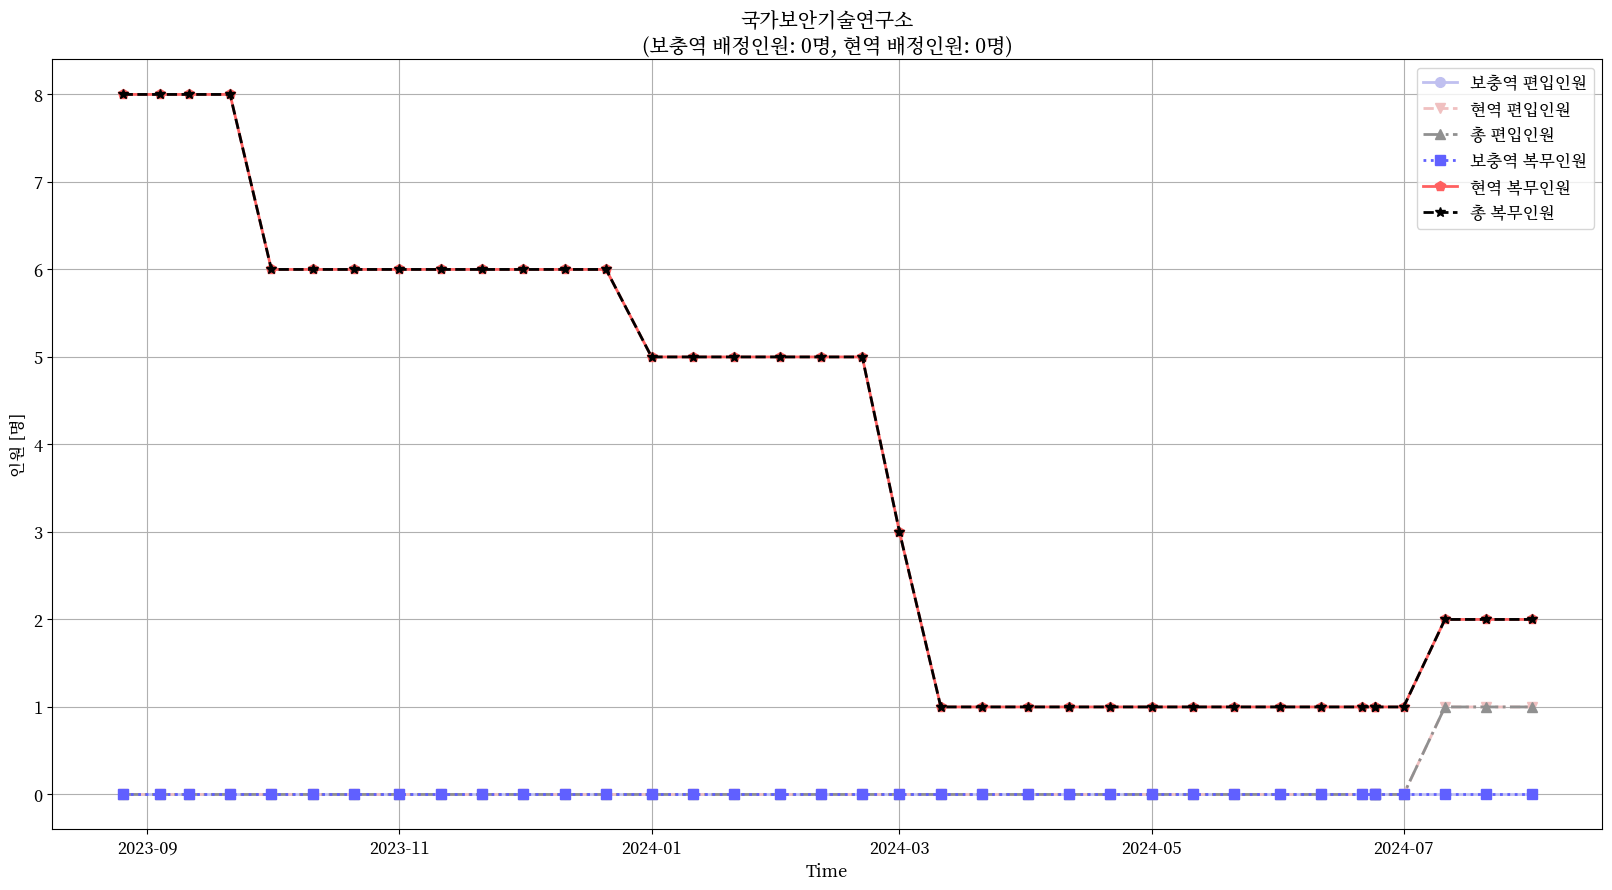 국가보안기술연구소
(보충역 배정인원: 0명, 현역 배정인원: 0명)
보충역 편입인원
현역 편입인원
총 편입인원
보충역 복무인원
현역 복무인원
총 복무인원
8
7
6
5
4
3
2
1
0
인원 [명]
2023-09
2023-11
2024-01
2024-03
2024-05
2024-07
Time